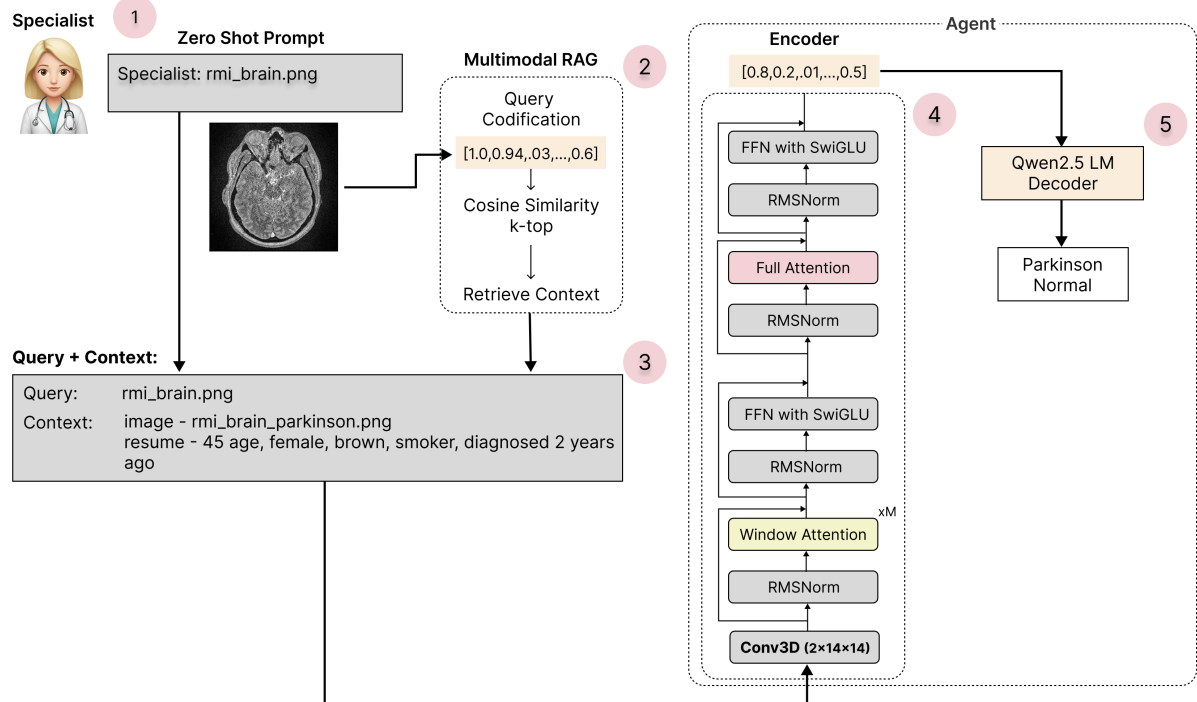 Specialist
1
Zero Shot Prompt
Specialist: rmi_brain.png
Multimodal RAG
2
Query
Codification
[1.0,0.94,.03,...,0.6]
Cosine Similarity
k-top
Retrieve Context
Query + Context:
3
Query: rmi_brain.png
Context: image - rmi_brain_parkinson.png
resume - 45 age, female, brown, smoker, diagnosed 2 years
ago
Agent
Encoder
[0.8,0.2,.01,...,0.5]
4
FFN with SwiGLU
RMSNorm
Full Attention
RMSNorm
FFN with SwiGLU
RMSNorm
xM
Window Attention
RMSNorm
Conv3D (2×14×14)
5
Qwen2.5 LM
Decoder
Parkinson
Normal